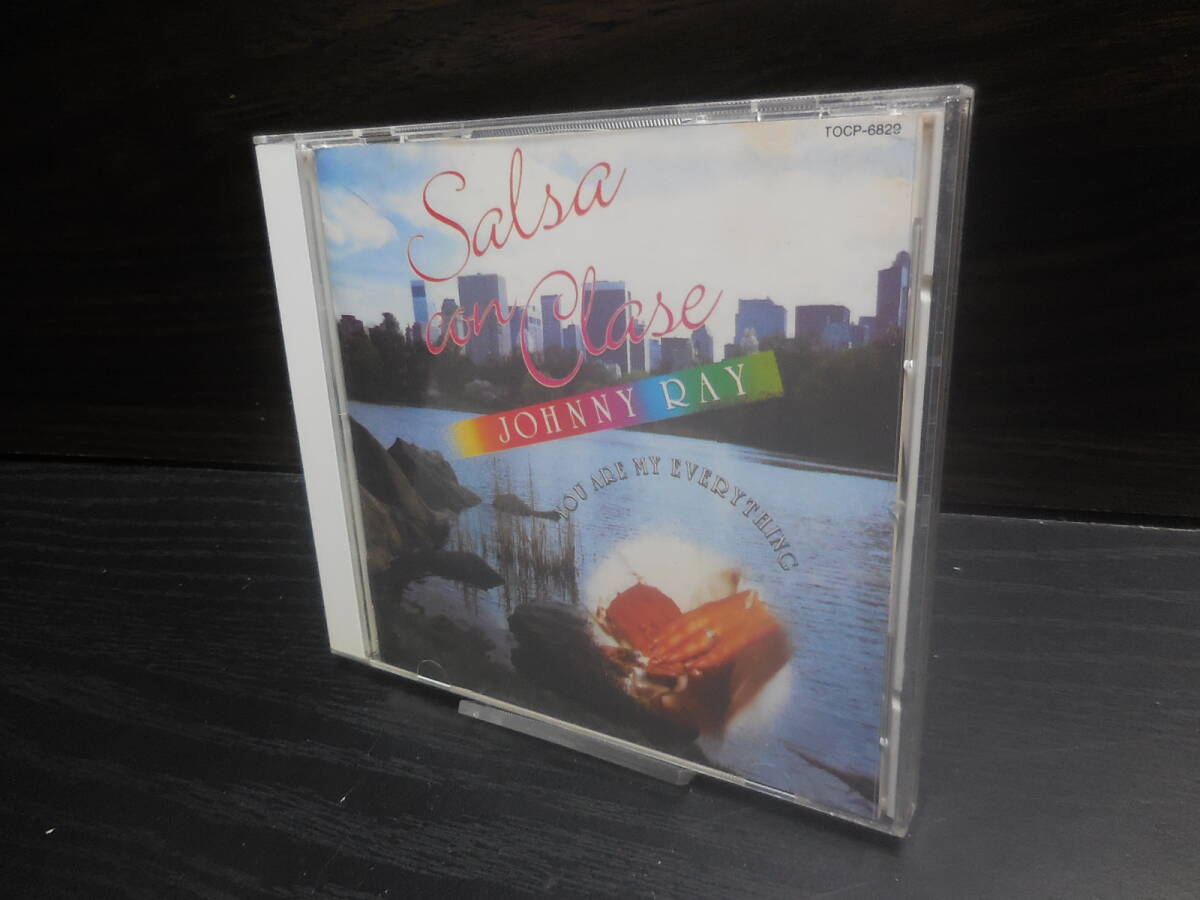 TOCP-6829
Salsa
con Clase
JOHNNY RAY
YOU ARE MY EVERYTHING